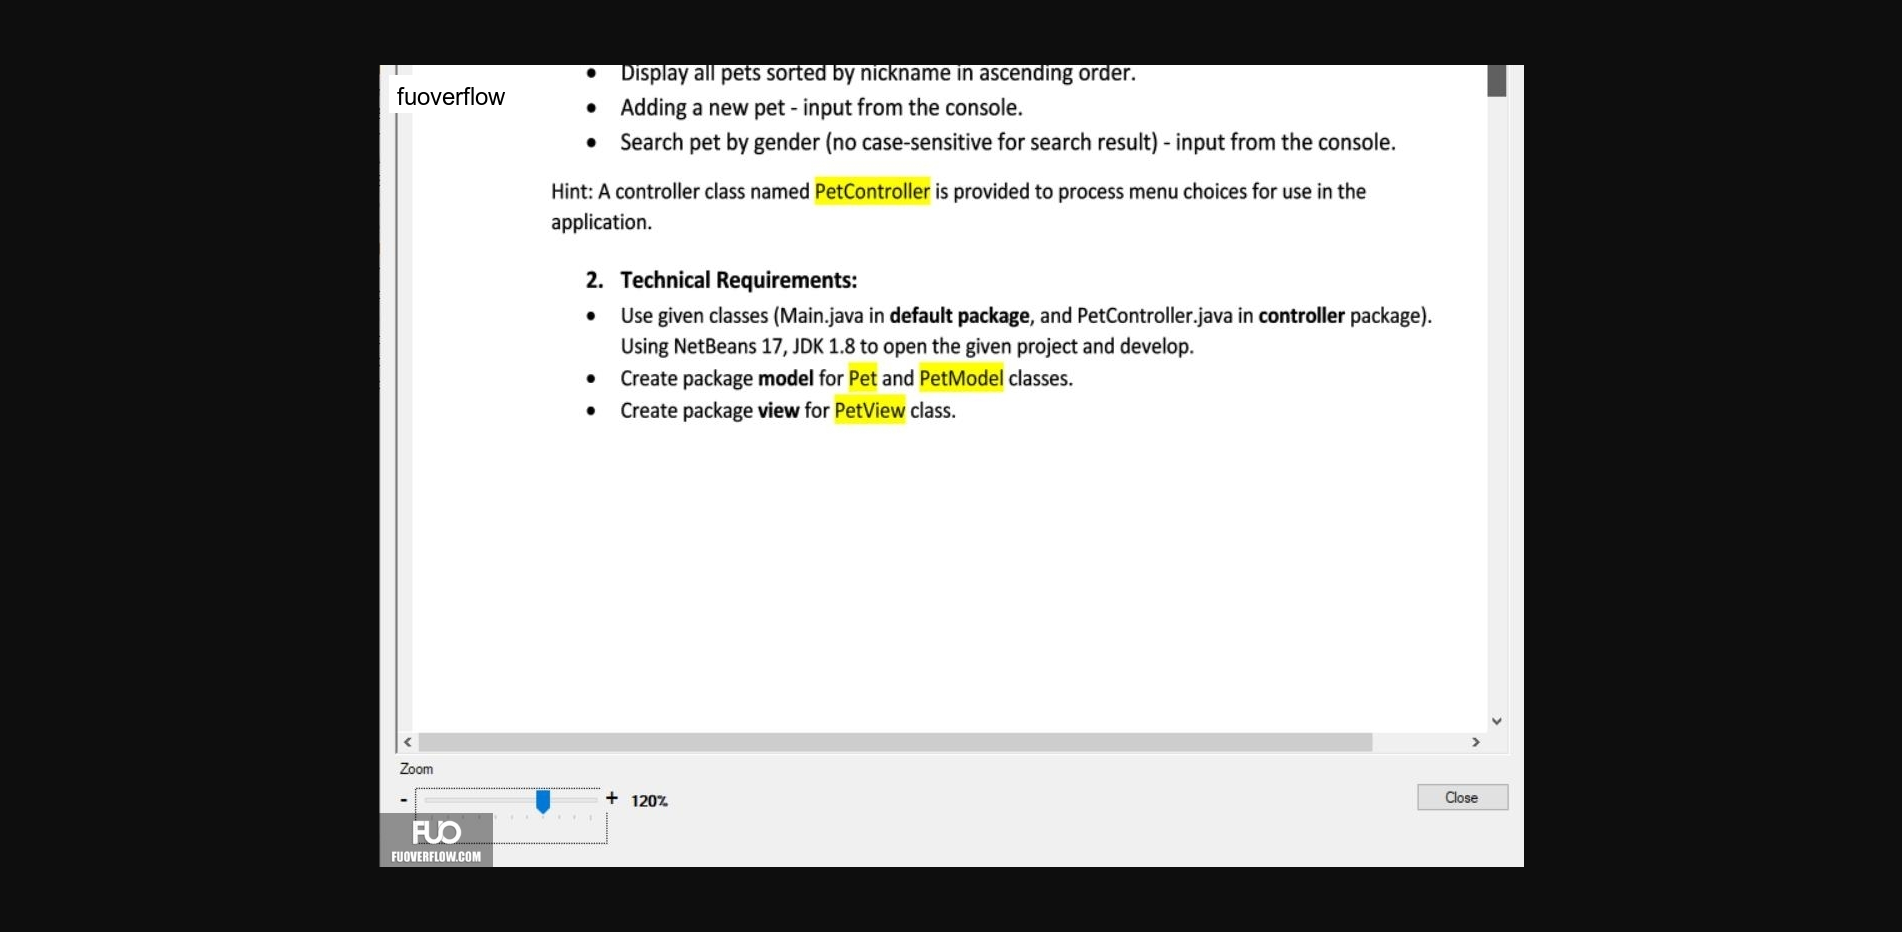 Display all pets sorted by nickname in ascending order.
fuoverflow
Adding a new pet - input from the console.
Search pet by gender (no case-sensitive for search result) - input from the console.
Hint: A controller class named PetController is provided to process menu choices for use in the
application.
2. Technical Requirements:
Use given classes (Main.java in default package, and PetController.java in controller package).
Using NetBeans 17, JDK 1.8 to open the given project and develop.
Create package model for Pet and PetModel classes.
Create package view for PetView class.
Zoom
- + 120%
Close
FUO
FUOVERFLOW.COM